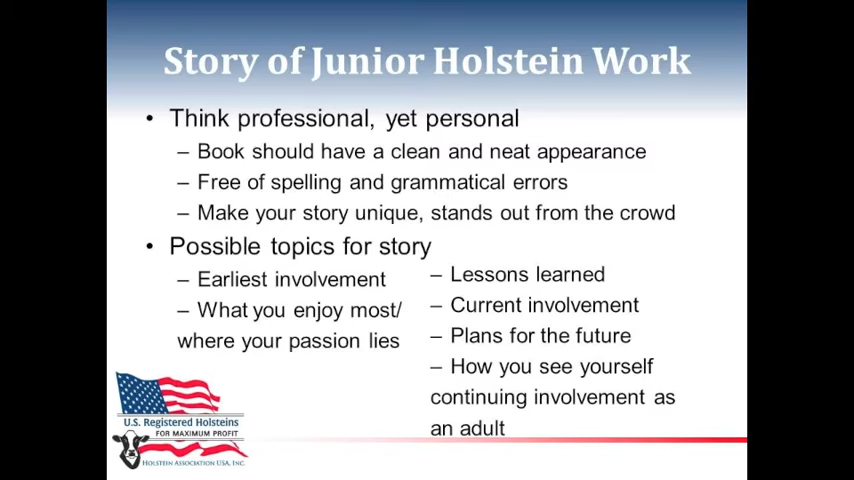 Story of Junior Holstein Work
• Think professional, yet personal
– Book should have a clean and neat appearance
– Free of spelling and grammatical errors
– Make your story unique, stands out from the crowd
• Possible topics for story
– Earliest involvement
– What you enjoy most/
where your passion lies
– Lessons learned
– Current involvement
– Plans for the future
– How you see yourself
continuing involvement as
an adult
U.S. Registered Holsteins
FOR MAXIMUM PROFIT
HOLSTEIN ASSOCIATION USA, INC.